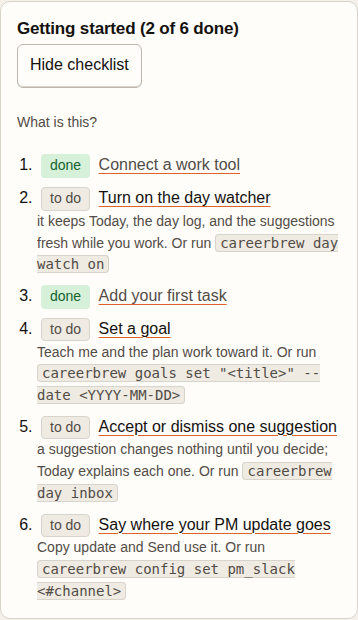 Getting started (2 of 6 done)
Hide checklist
What is this?
1. done Connect a work tool
2. to do Turn on the day watcher
it keeps Today, the day log, and the suggestions
fresh while you work. Or run careerbrew day
watch on
3. done Add your first task
4. to do Set a goal
Teach me and the plan work toward it. Or run
careerbrew goals set "<title>" --
date <YYYY-MM-DD>
5. to do Accept or dismiss one suggestion
a suggestion changes nothing until you decide;
Today explains each one. Or run careerbrew
day inbox
6. to do Say where your PM update goes
Copy update and Send use it. Or run
careerbrew config set pm_slack
<#channel>